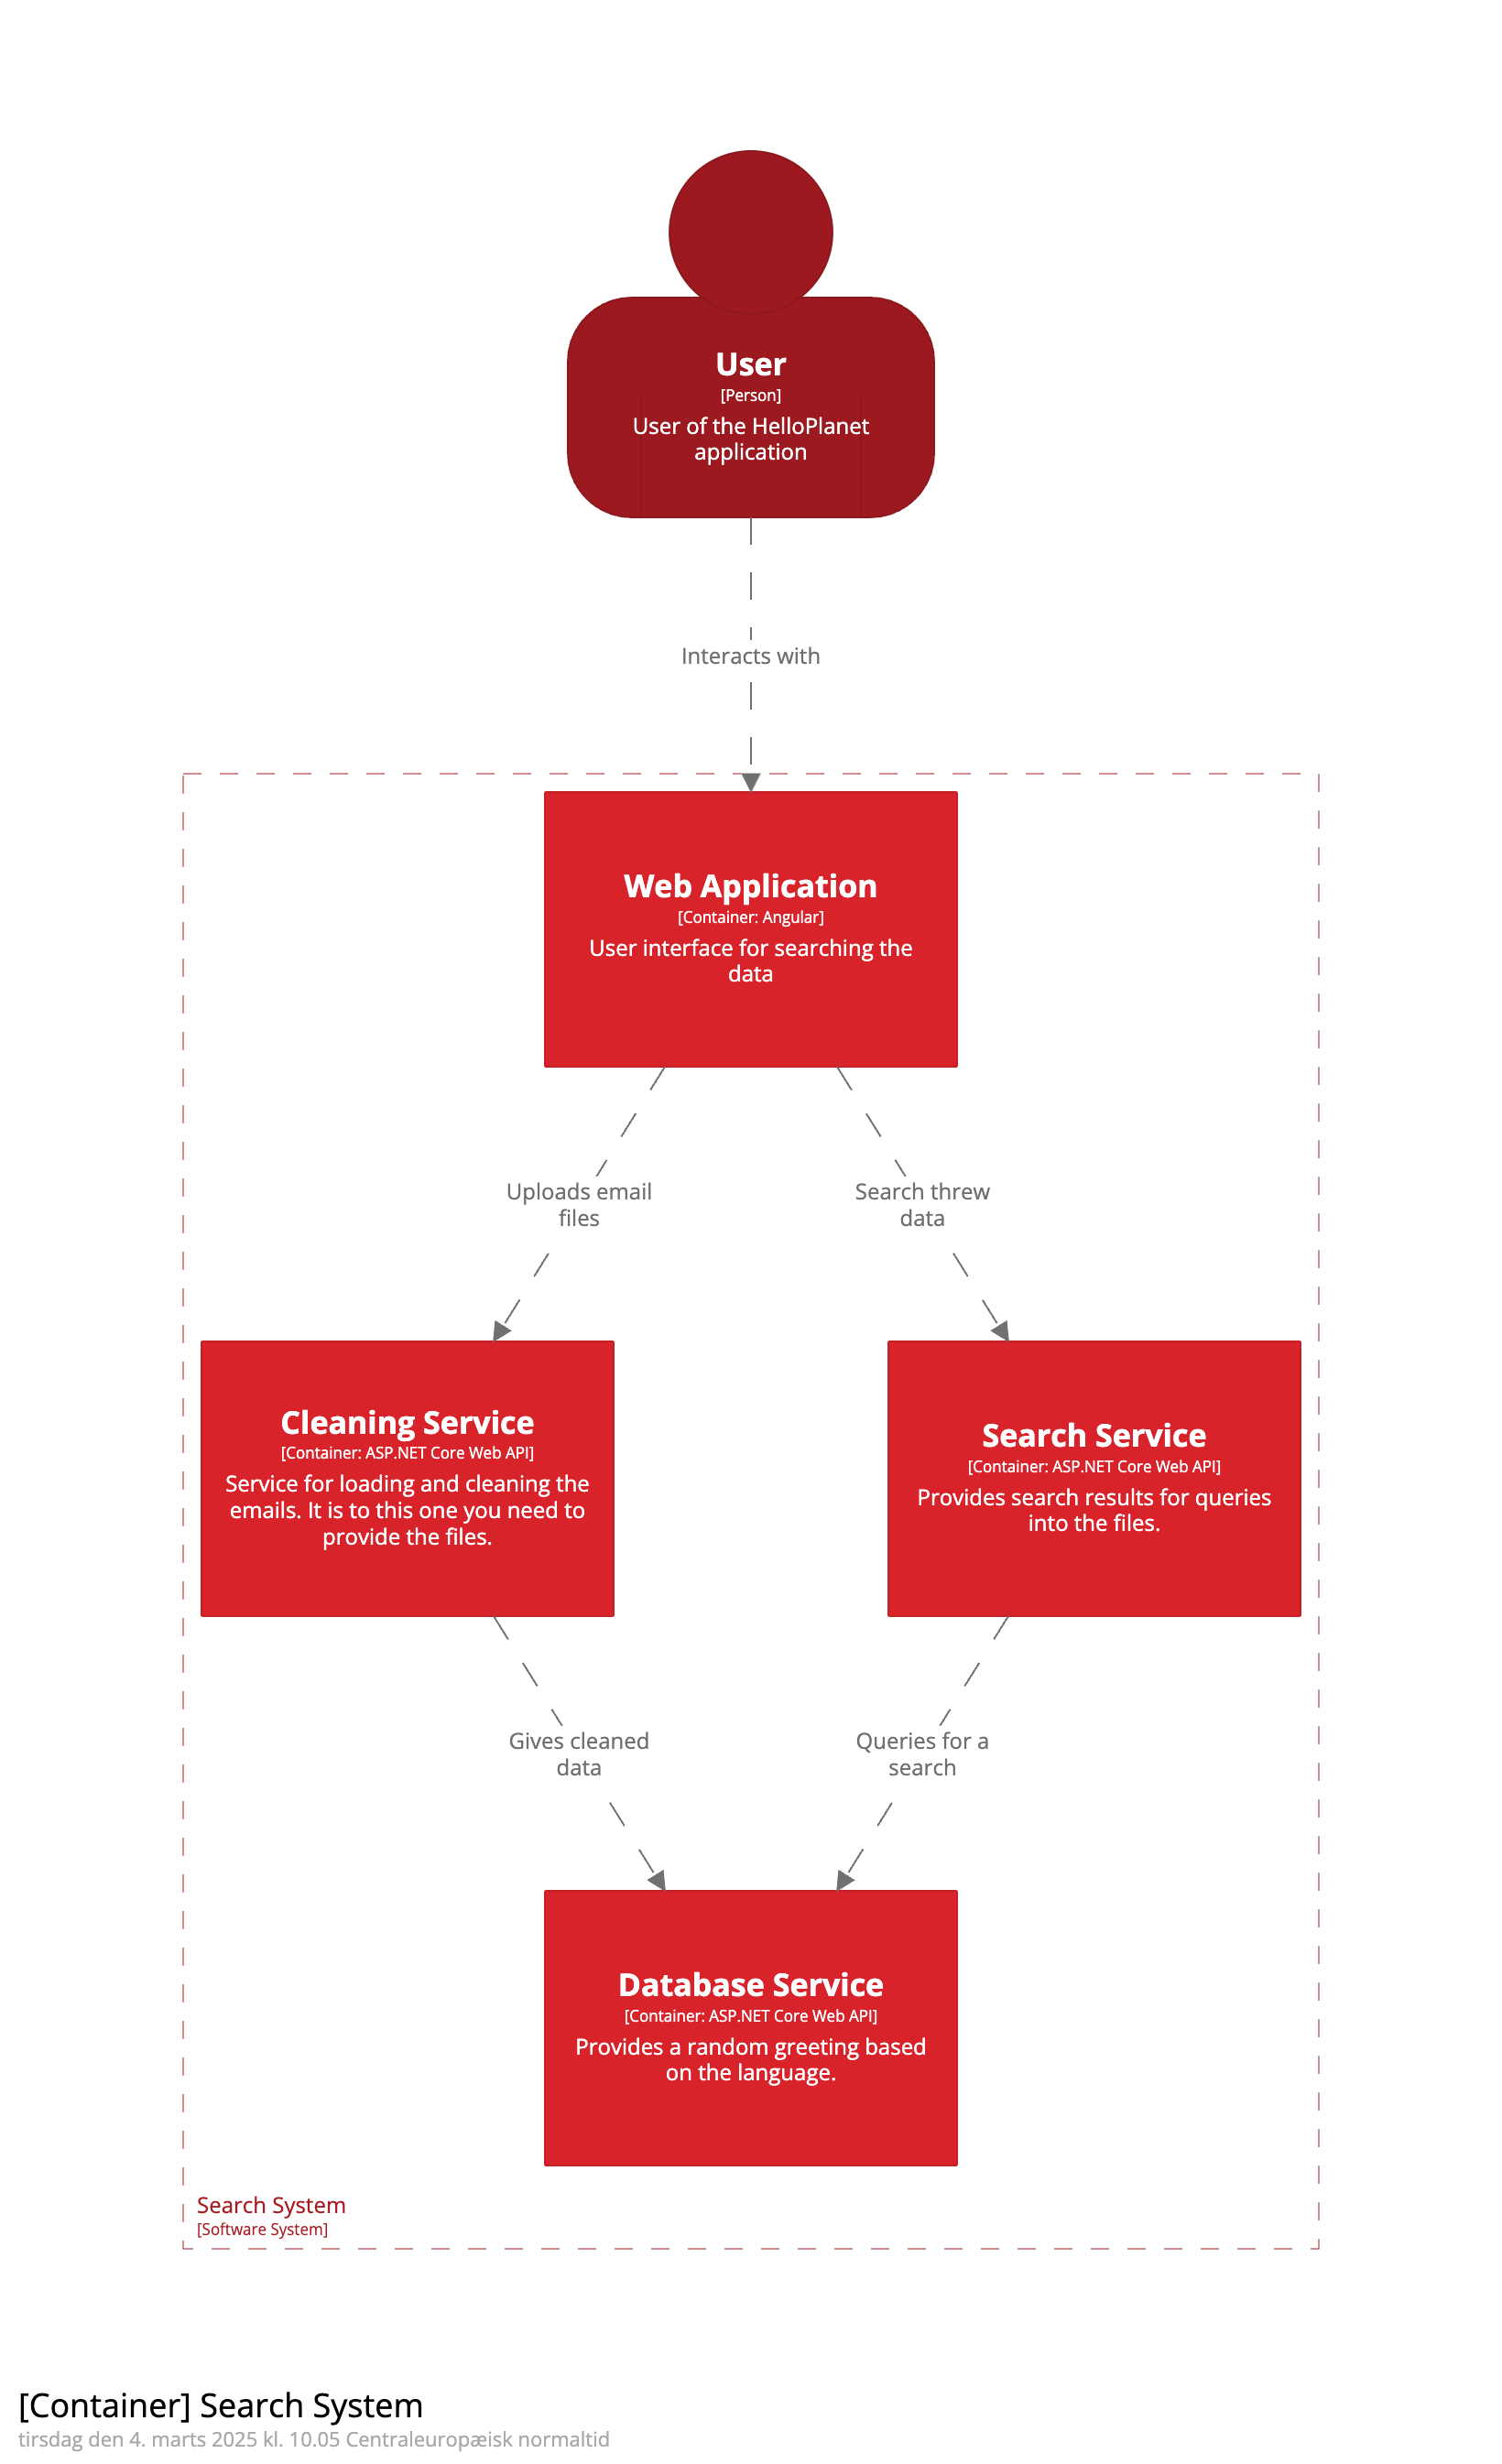 User
[Person]
User of the HelloPlanet
application
Interacts with
Web Application
[Container: Angular]
User interface for searching the
data
Uploads email
files
Search threw
data
Cleaning Service
[Container: ASP.NET Core Web API]
Service for loading and cleaning the
emails. It is to this one you need to
provide the files.
Search Service
[Container: ASP.NET Core Web API]
Provides search results for queries
into the files.
Gives cleaned
data
Queries for a
search
Database Service
[Container: ASP.NET Core Web API]
Provides a random greeting based
on the language.
Search System
[Software System]
[Container] Search System
tirsdag den 4. marts 2025 kl. 10.05 Centraleuropæisk normaltid